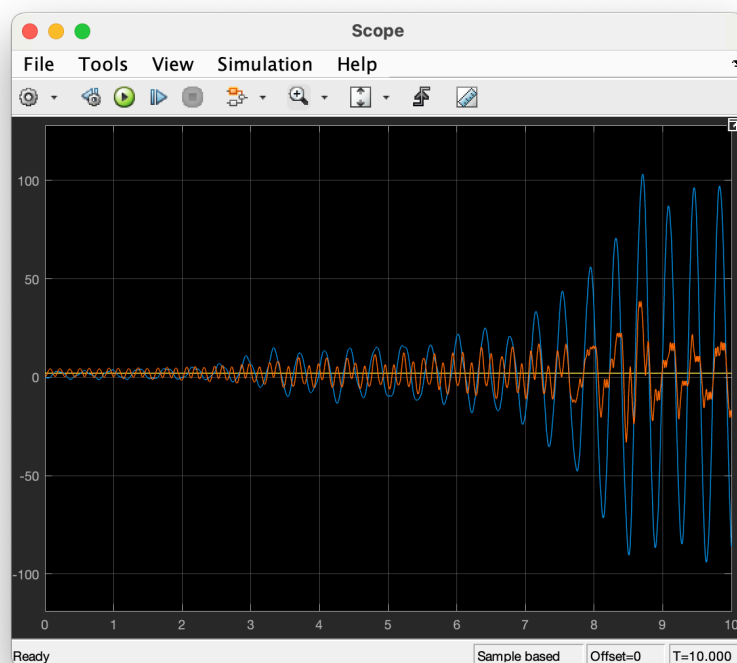 Scope
File Tools View Simulation Help
100
50
0
-50
-100
0 1 2 3 4 5 6 7 8 9 10
Ready Sample based Offset=0 T=10.000